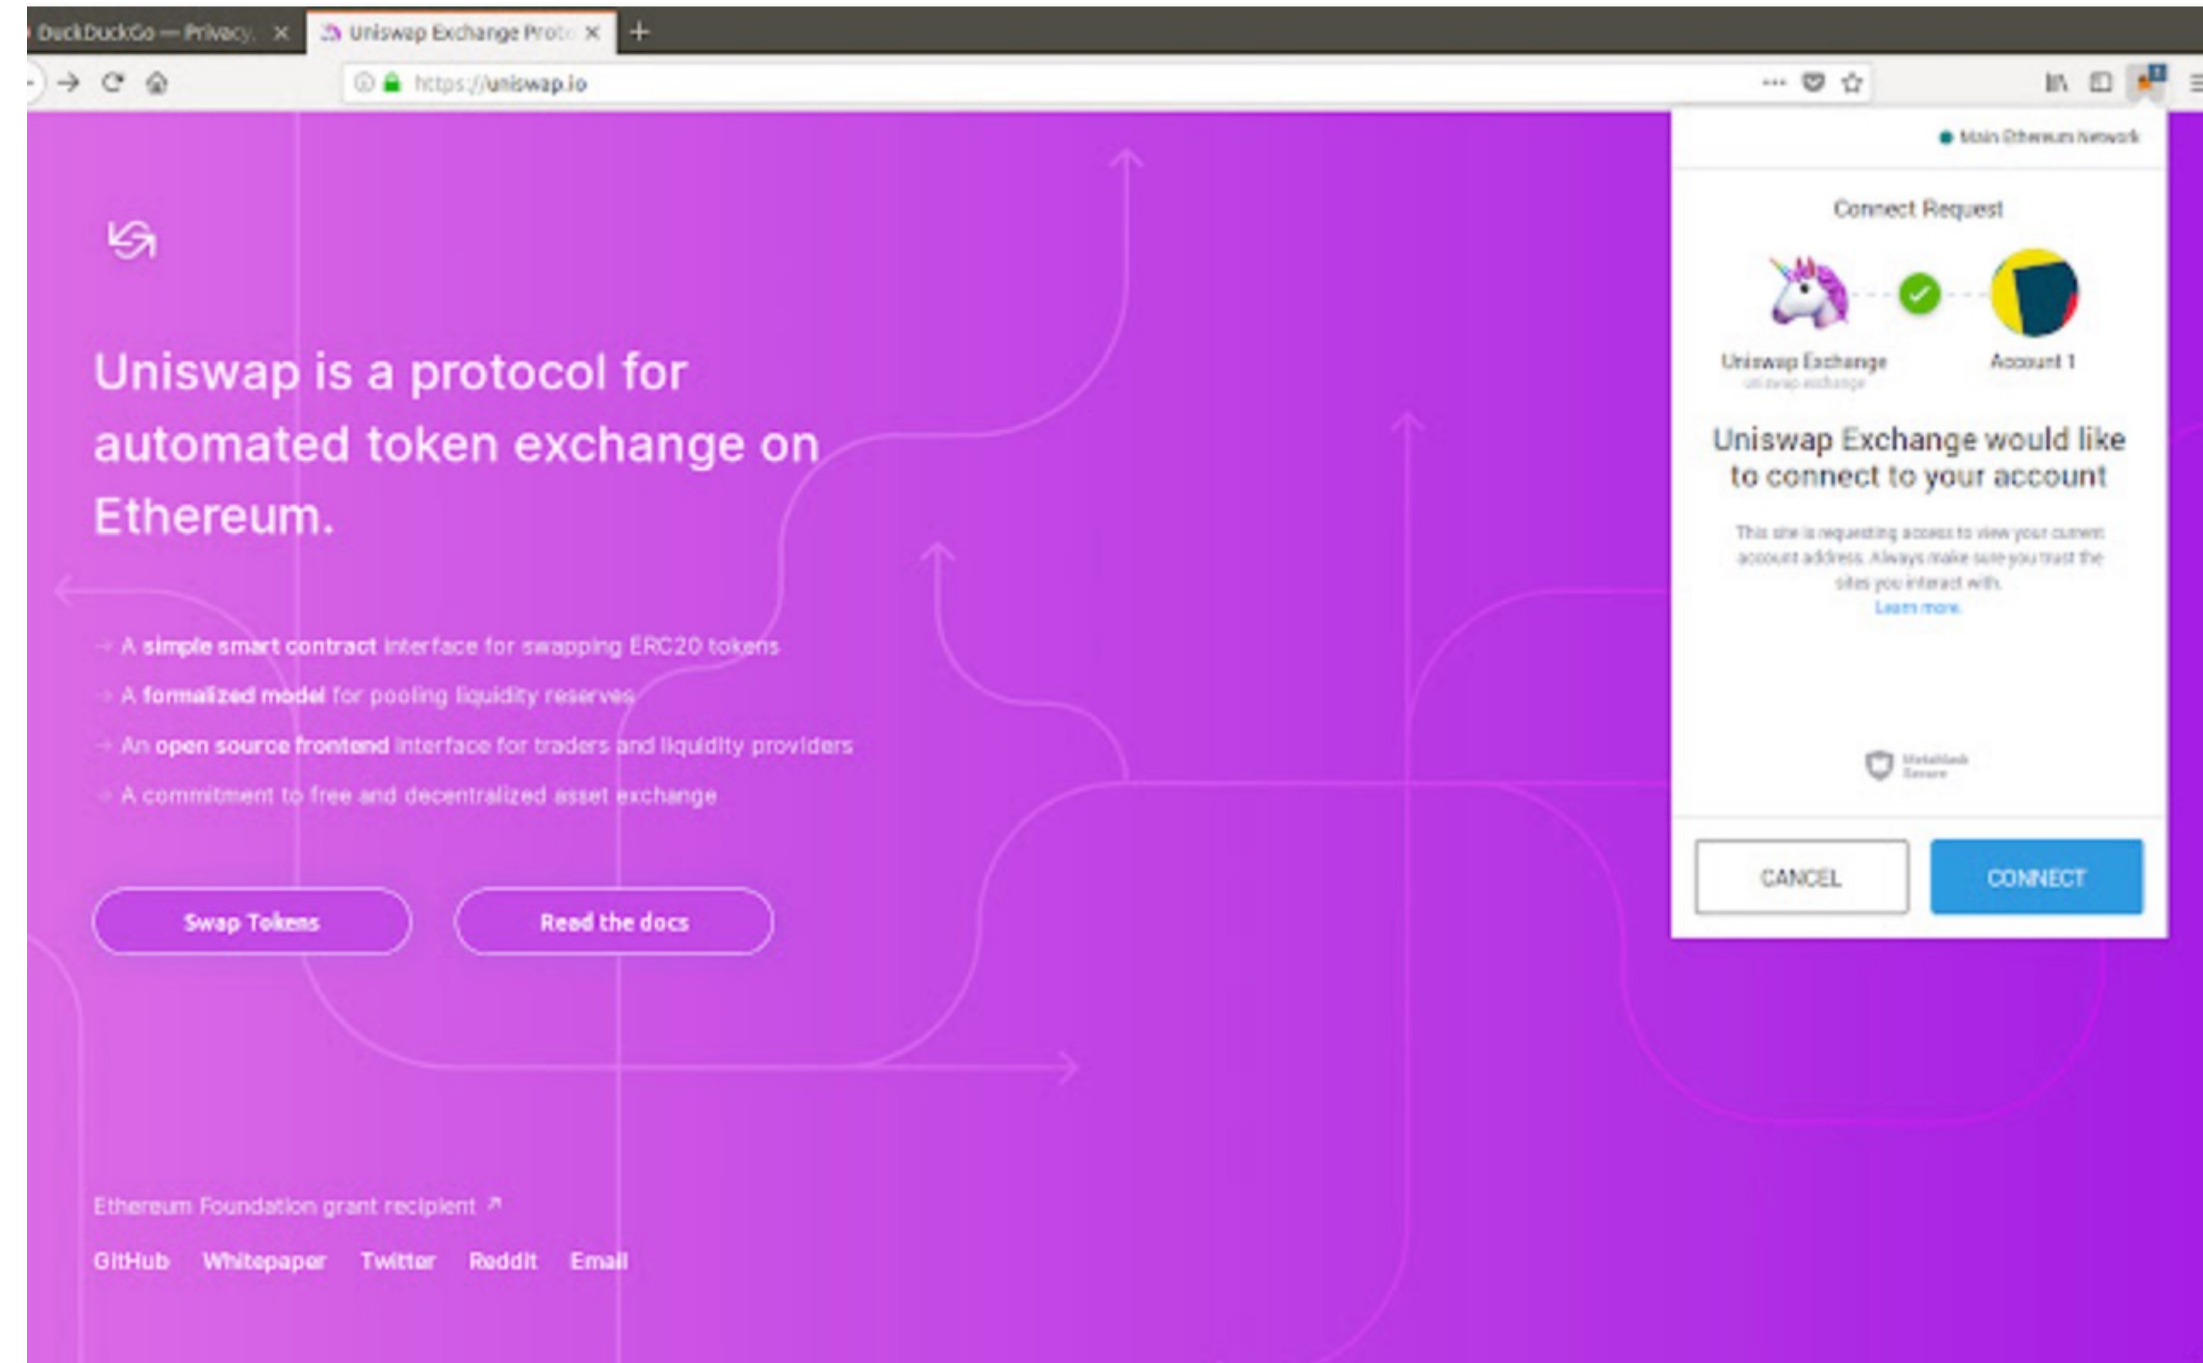 DuckDuckGo — Privacy, ×
Uniswap Exchange Proto ×
+
https://uniswap.io
Main Ethereum Network
Connect Request
Uniswap Exchange
uniswap.exchange
Account 1
Uniswap Exchange would like
to connect to your account
This site is requesting access to view your current
account address. Always make sure you trust the
sites you interact with.
Learn more.
MetaMask
Secure
CANCEL
CONNECT
Uniswap is a protocol for
automated token exchange on
Ethereum.
→ A simple smart contract interface for swapping ERC20 tokens
→ A formalized model for pooling liquidity reserves
→ An open source frontend interface for traders and liquidity providers
→ A commitment to free and decentralized asset exchange
Swap Tokens
Read the docs
Ethereum Foundation grant recipient ↗
GitHub Whitepaper Twitter Reddit Email